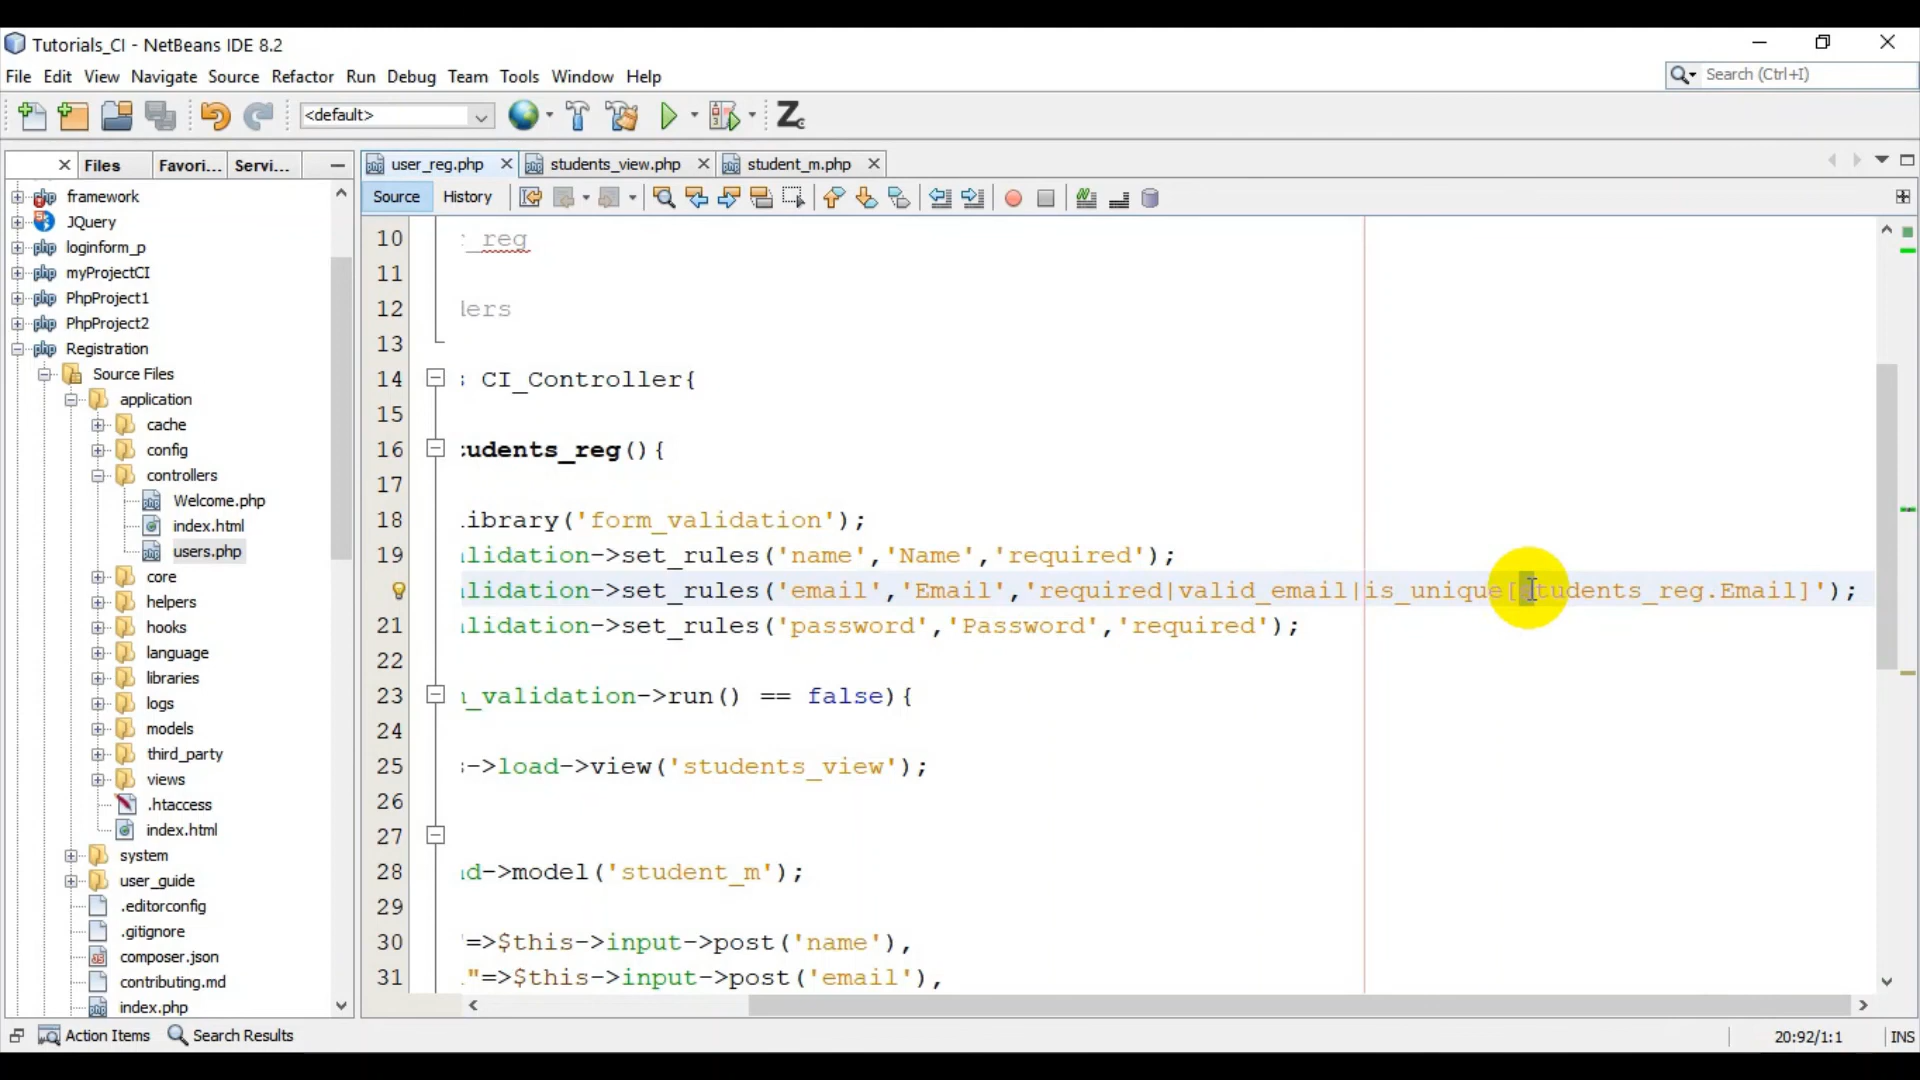 Tutorials_CI - NetBeans IDE 8.2
File Edit View Navigate Source Refactor Run Debug Team Tools Window Help
Search (Ctrl+I)
<default>
Files Favori... Servi...
user_reg.php students_view.php student_m.php
Source History
framework
JQuery
loginform_p
myProjectCI
PhpProject1
PhpProject2
Registration
Source Files
application
cache
config
controllers
Welcome.php
index.html
users.php
core
helpers
hooks
language
libraries
logs
models
third_party
views
.htaccess
index.html
system
user_guide
.editorconfig
.gitignore
composer.json
contributing.md
index.php
10 _reg
11
12 ers
13
14 CI_Controller{
15
16 tudents_reg(){
17
18 ibrary('form_validation');
19 alidation->set_rules('name','Name','required');
alidation->set_rules('email','Email','required|valid_email|is_unique[students_reg.Email]');
21 alidation->set_rules('password','Password','required');
22
23 _validation->run() == false){
24
25 ->load->view('students_view');
26
27
28 d->model('student_m');
29
30 "=>$this->input->post('name'),
31 "=>$this->input->post('email'),
Action Items Search Results
20:92/1:1 INS